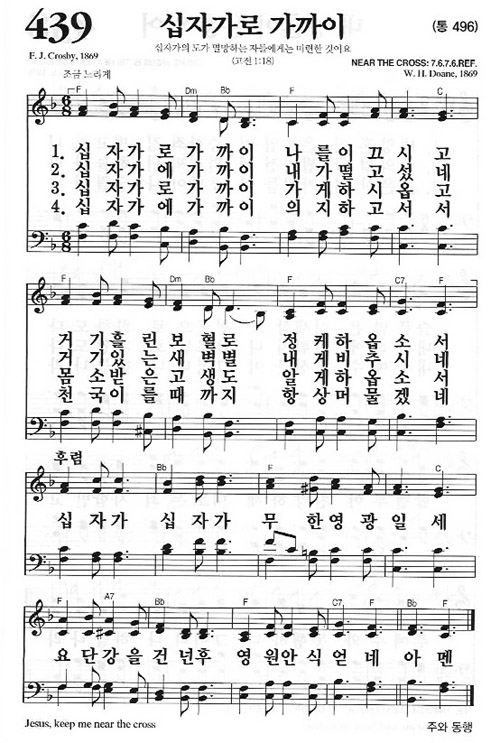 439
십자가로 가까이
(통 496)
십자가의 도가 멸망하는 자들에게는 미련한 것이요
(고전 1:18)
F. J. Crosby, 1869
NEAR THE CROSS: 7.6.7.6.REF.
W. H. Doane, 1869
조금 느리게
F Dm Bb F C
1. 십자가로 가까이 나를이끄시고
2. 십자가에 가까이 내가떨고섰네
3. 십자가로 가까이 가게하시옵고
4. 십자가에 가까이 의지하고서서
F Dm Bb F C7 F
거기흘린보혈로 정케하옵소서
거기있는새벽별 내게비추시네
몸소받은고생도 알게하옵소서
천국이를때까지 항상머물겠네
후렴
F Bb F C
십자가 십자가 무한영광일세
F A7 Bb F C7 F Bb F
요단강을건넌후 영원안식얻네 아멘
Jesus, keep me near the cross
주와 동행